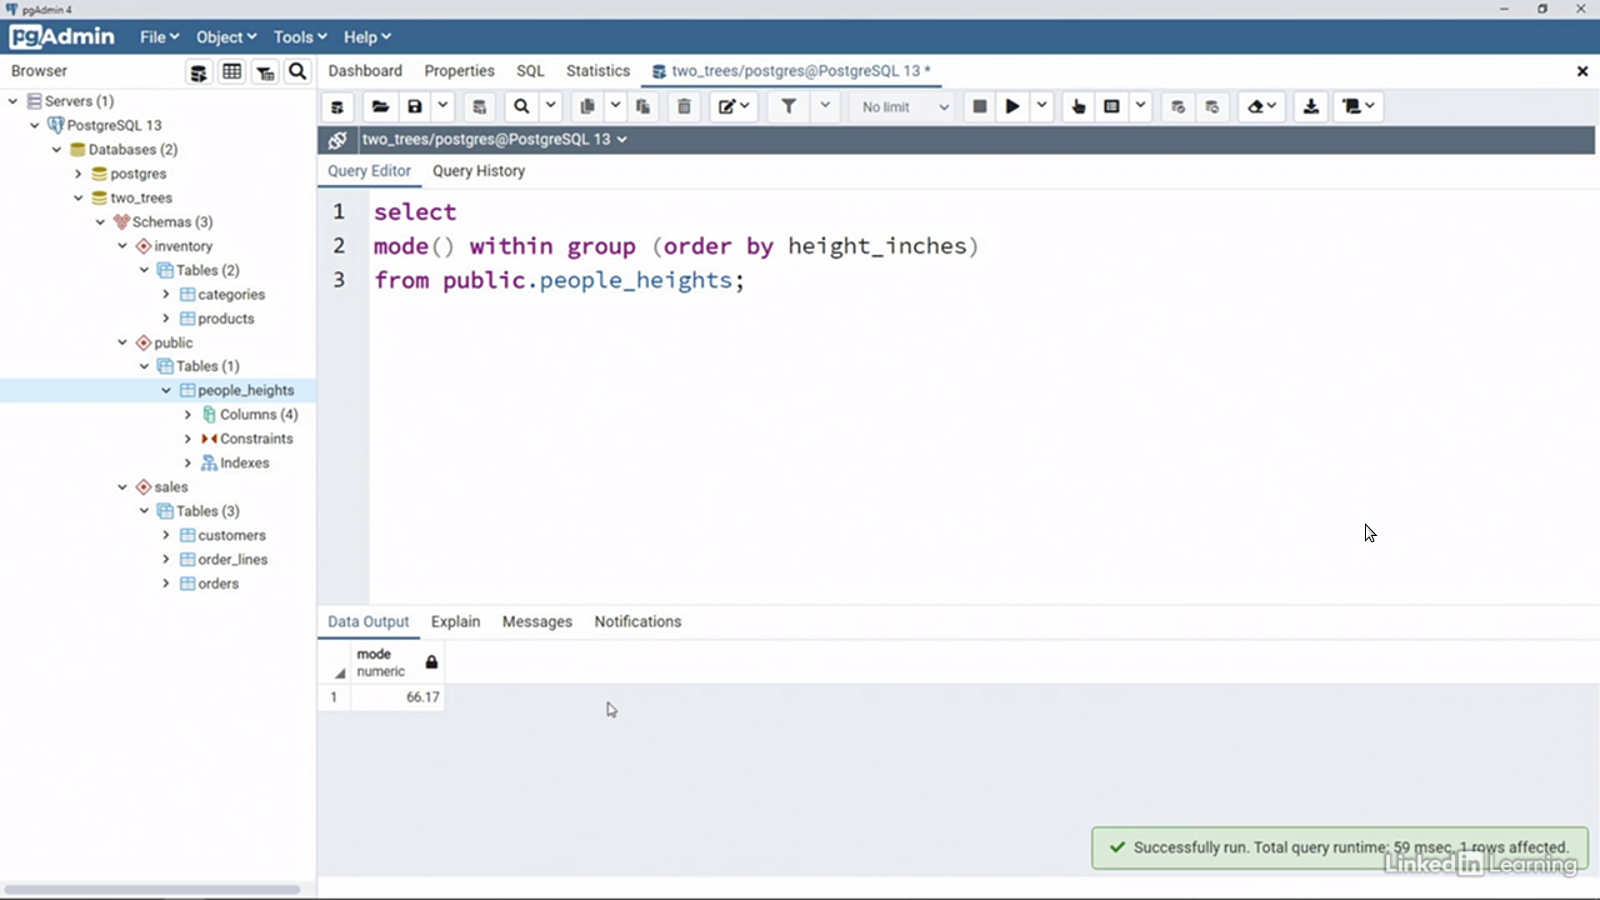 pgAdmin 4
pgAdmin File Object Tools Help
Browser
Dashboard Properties SQL Statistics two_trees/postgres@PostgreSQL 13 *
No limit
two_trees/postgres@PostgreSQL 13
Servers (1)
PostgreSQL 13
Databases (2)
postgres
two_trees
Schemas (3)
inventory
Tables (2)
categories
products
public
Tables (1)
people_heights
Columns (4)
Constraints
Indexes
sales
Tables (3)
customers
order_lines
orders
Query Editor Query History
1 select
2 mode() within group (order by height_inches)
3 from public.people_heights;
Data Output Explain Messages Notifications
mode
numeric
1 66.17
Successfully run. Total query runtime: 59 msec. 1 rows affected.
Linked in Learning